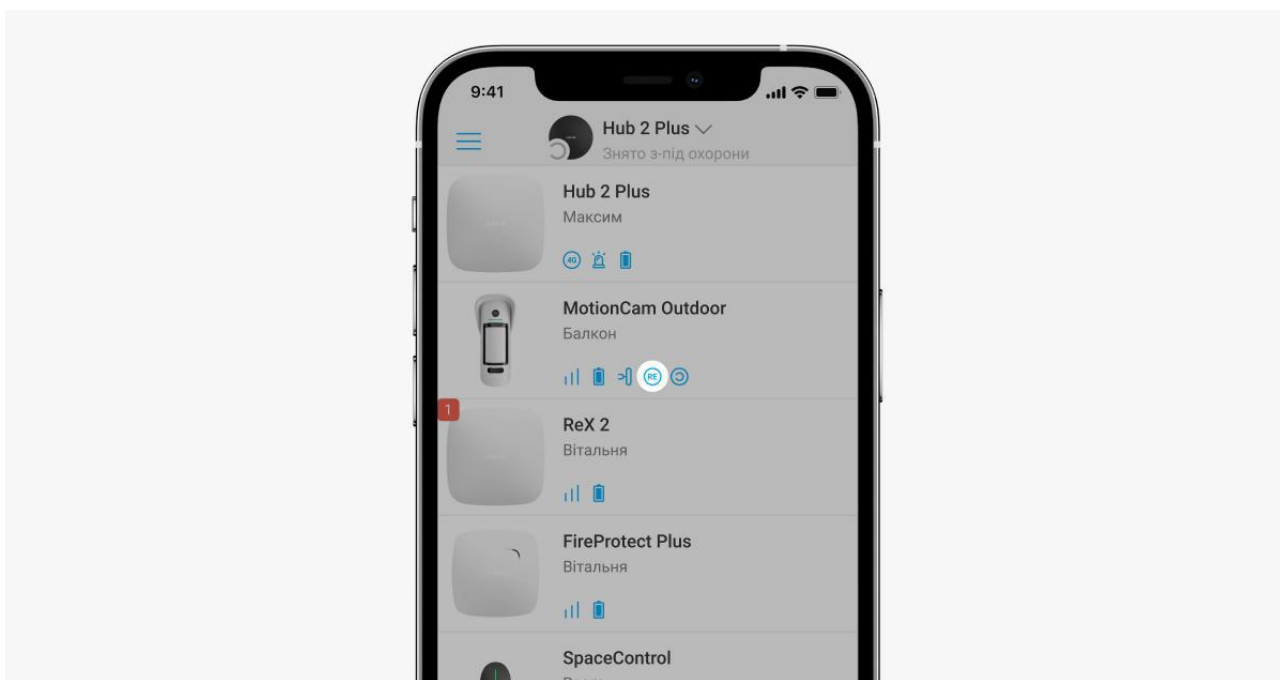 9:41
Hub 2 Plus
Знято з-під охорони
Hub 2 Plus
Максим
4G
MotionCam Outdoor
Балкон
RE
1
ReX 2
Вітальня
FireProtect Plus
Вітальня
SpaceControl